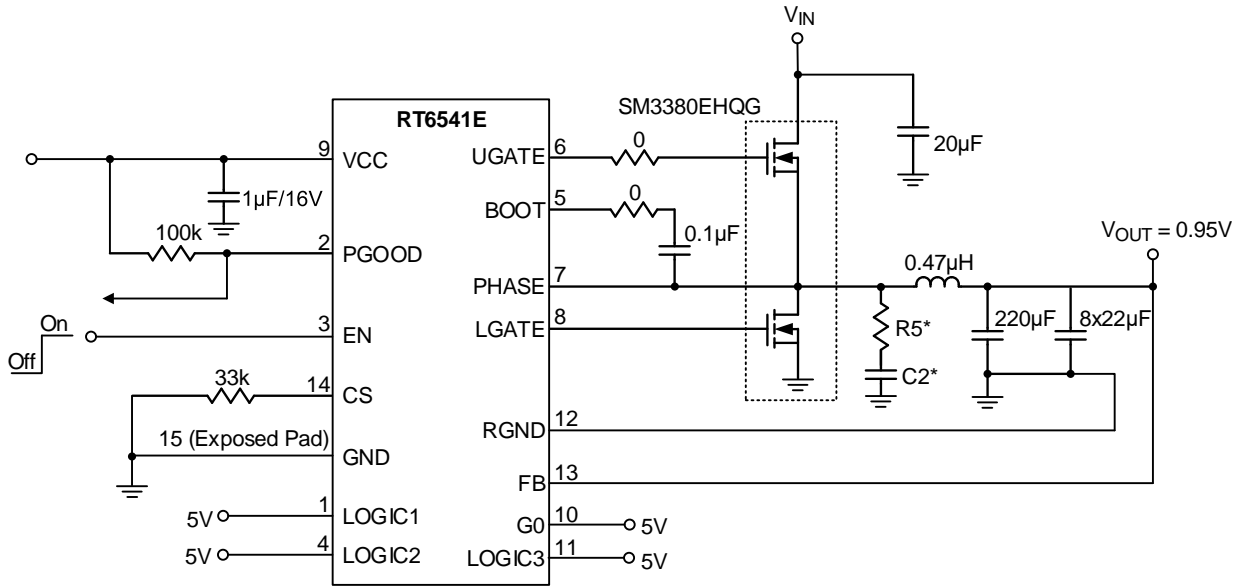 V_IN
SM3380EHQG
RT6541E
20µF
9 VCC
1µF/16V
UGATE 6
0
BOOT 5
0
0.1µF
100k
2 PGOOD
V_OUT = 0.95V
PHASE 7
0.47µH
On
Off
3 EN
LGATE 8
R5*
C2*
220µF
8x22µF
33k
14 CS
RGND 12
15 (Exposed Pad)
GND
FB 13
5V
1 LOGIC1
G0 10
5V
5V
4 LOGIC2
LOGIC3 11
5V